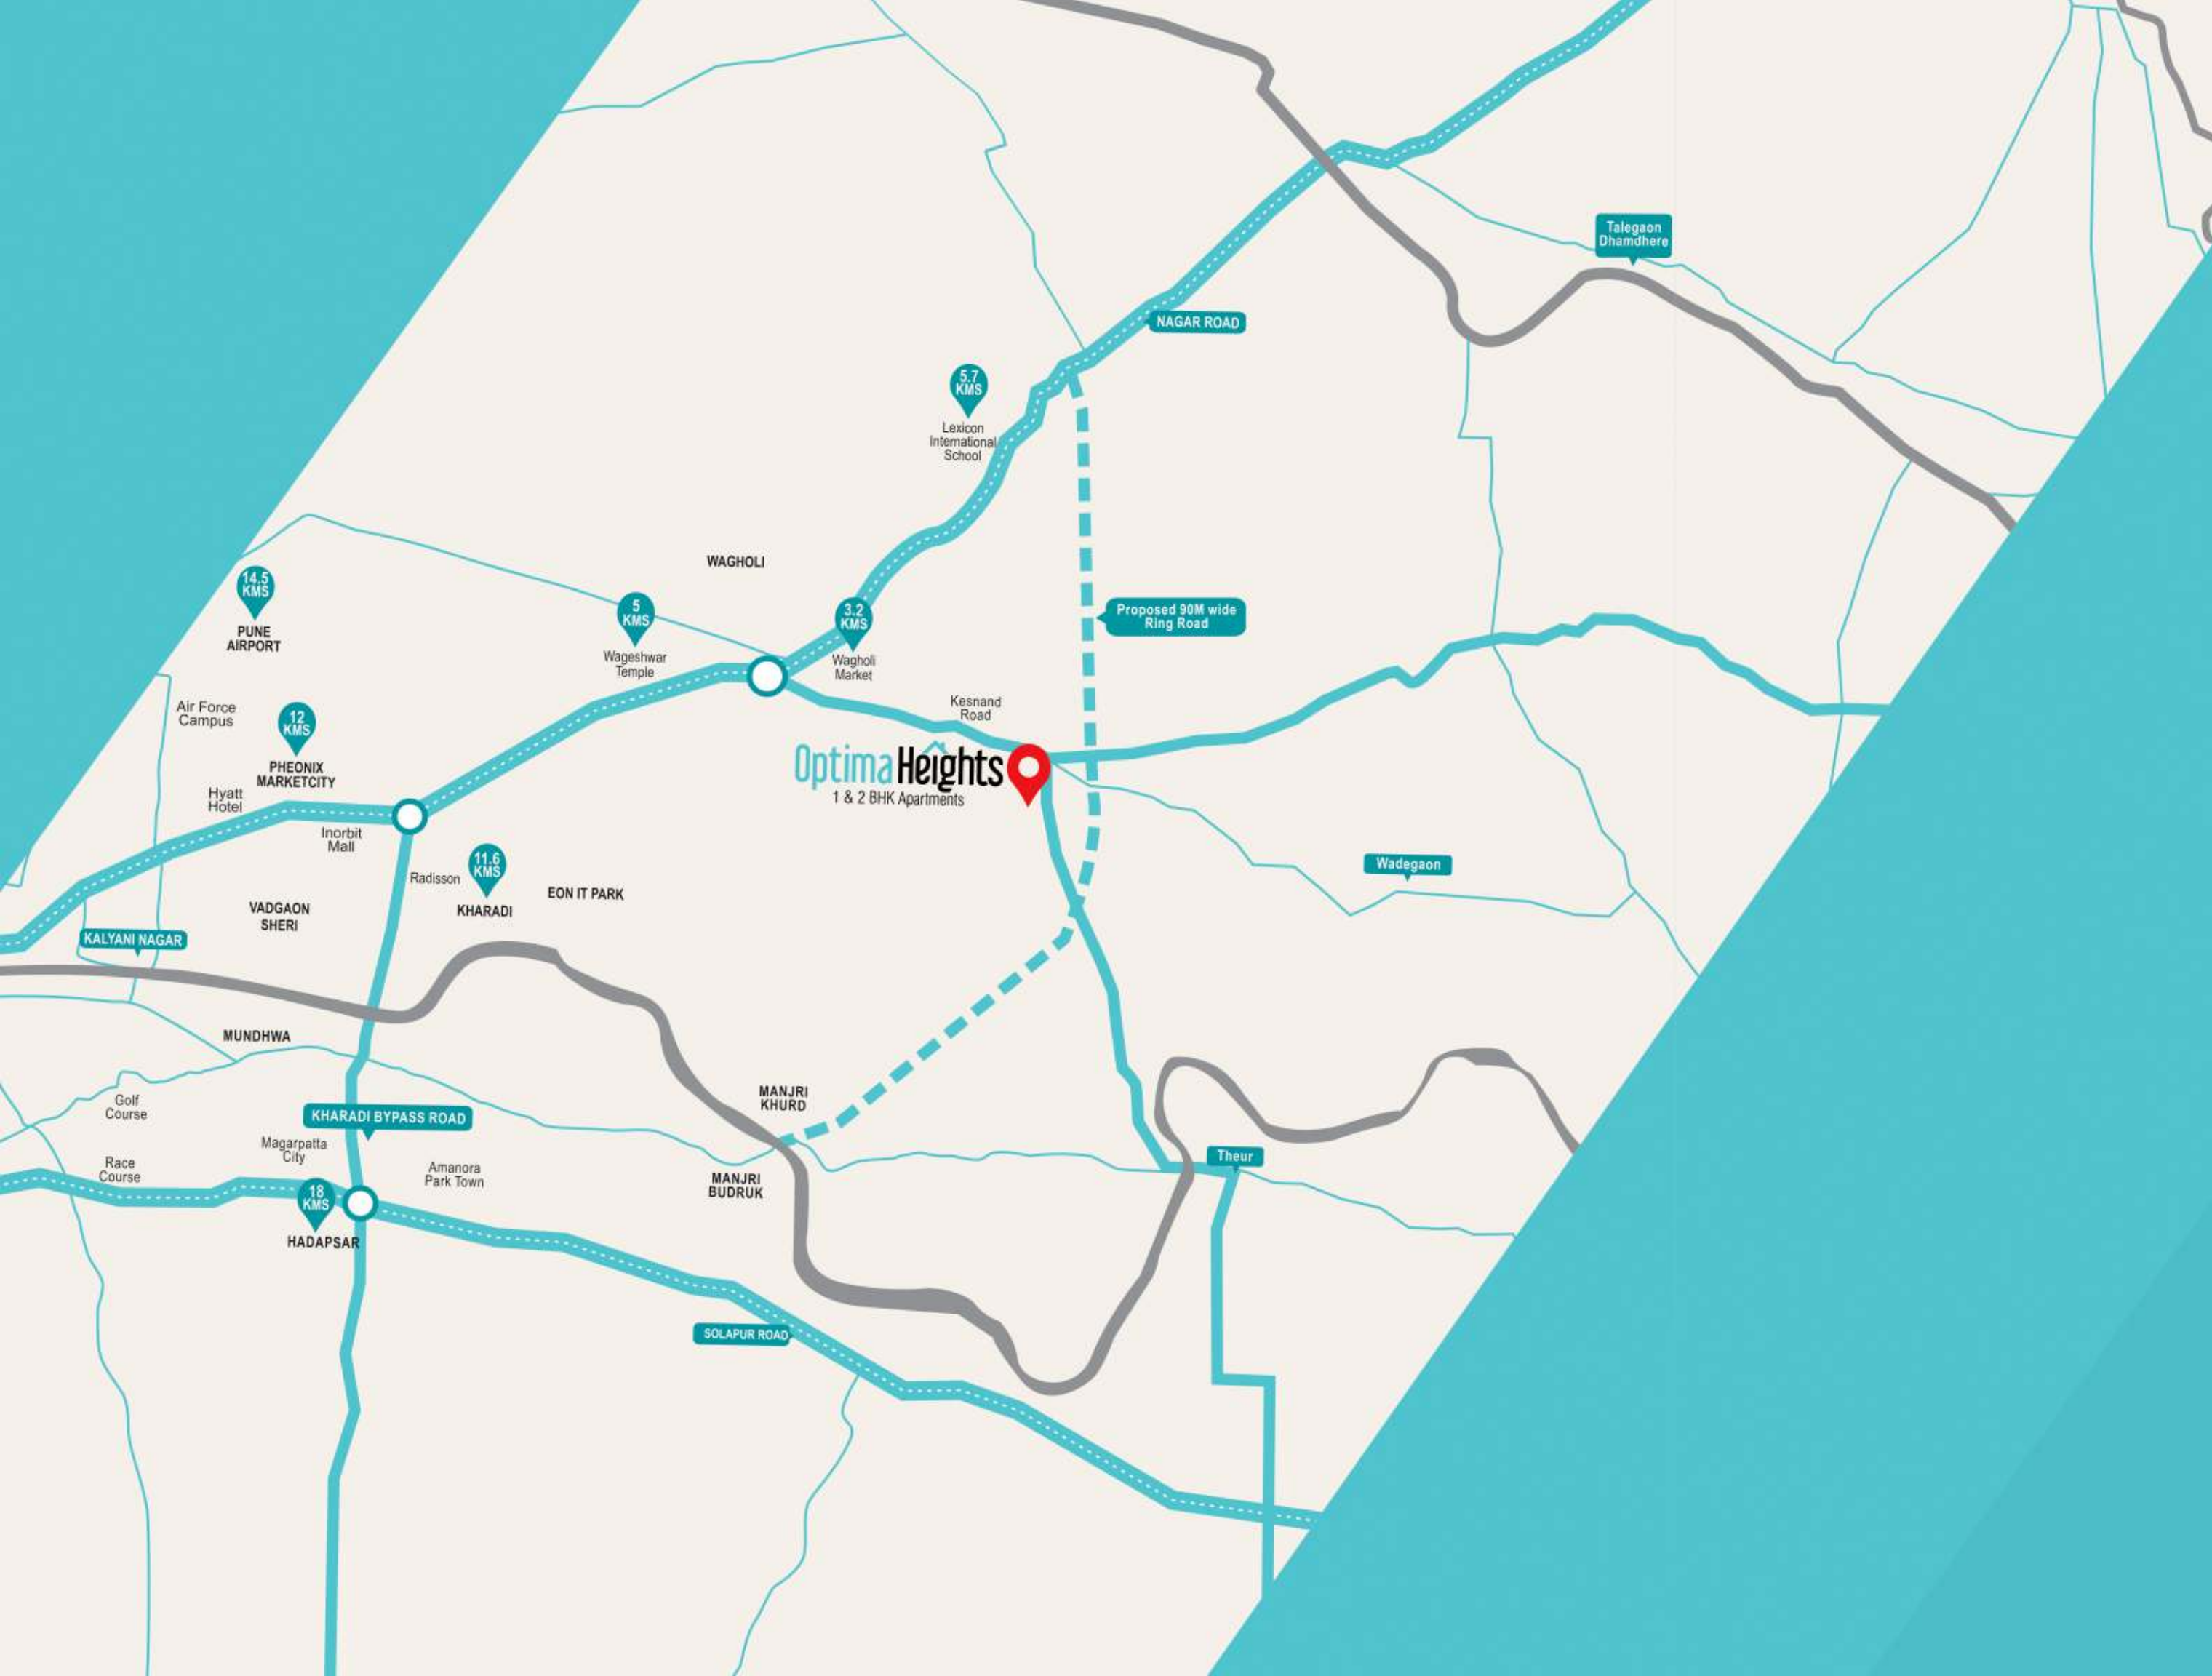 Talegaon
Dhamdhere
NAGAR ROAD
5.7
KMS
Lexicon
International
School
WAGHOLI
14.5
KMS
PUNE
AIRPORT
5
KMS
Wageshwar
Temple
3.2
KMS
Wagholi
Market
Proposed 90M wide
Ring Road
Air Force
Campus
12
KMS
PHEONIX
MARKETCITY
Kesnand
Road
Optima Heights
1 & 2 BHK Apartments
Hyatt
Hotel
Inorbit
Mall
11.6
KMS
Radisson
KHARADI
EON IT PARK
Wadegaon
VADGAON
SHERI
KALYANI NAGAR
MUNDHWA
Golf
Course
KHARADI BYPASS ROAD
MANJRI
KHURD
Magarpatta
City
Race
Course
Amanora
Park Town
MANJRI
BUDRUK
Theur
18
KMS
HADAPSAR
SOLAPUR ROAD